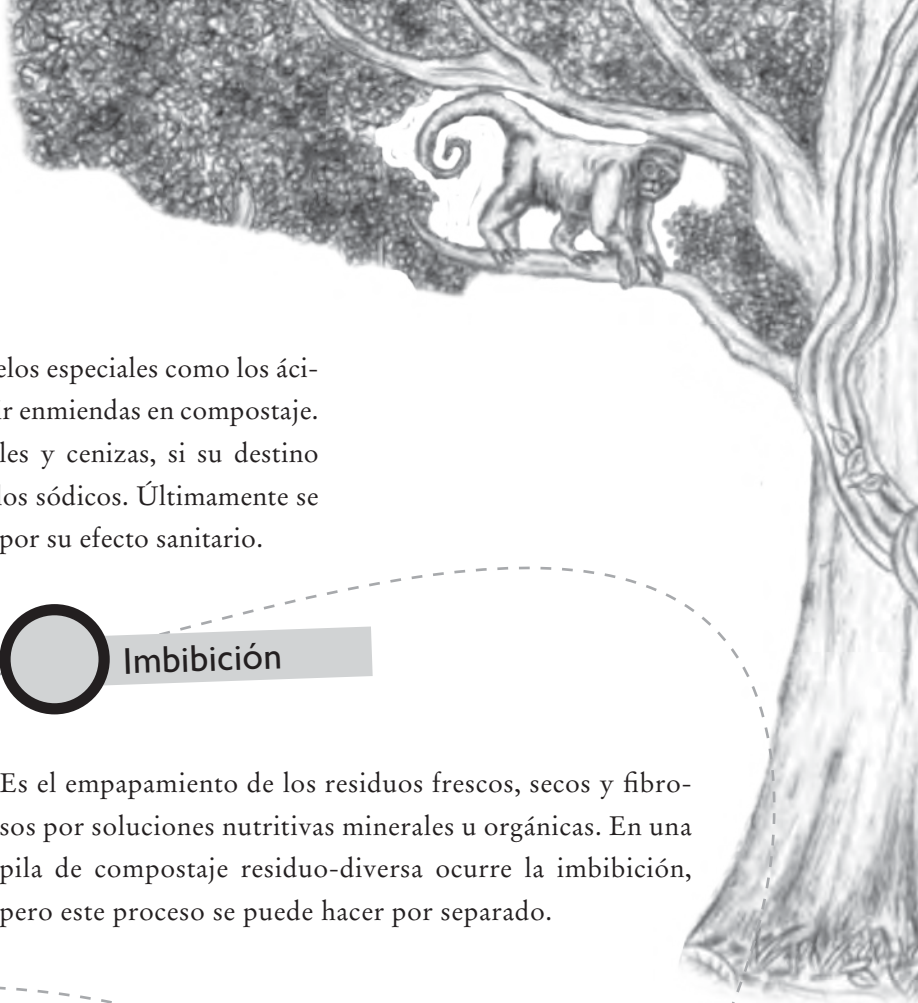 elos especiales como los áci-
r enmiendas en compostaje.
les y cenizas, si su destino
los sódicos. Últimamente se
por su efecto sanitario.
Imbibición
Es el empapamiento de los residuos frescos, secos y fibro-
sos por soluciones nutritivas minerales u orgánicas. En una
pila de compostaje residuo-diversa ocurre la imbibición,
pero este proceso se puede hacer por separado.